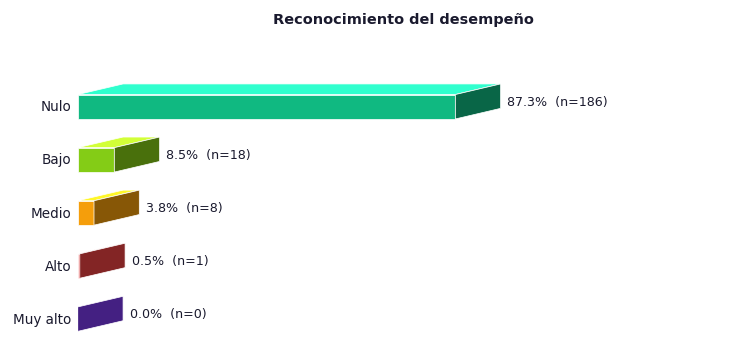 Reconocimiento del desempeño
Nulo 87.3% (n=186)
Bajo 8.5% (n=18)
Medio 3.8% (n=8)
Alto 0.5% (n=1)
Muy alto 0.0% (n=0)